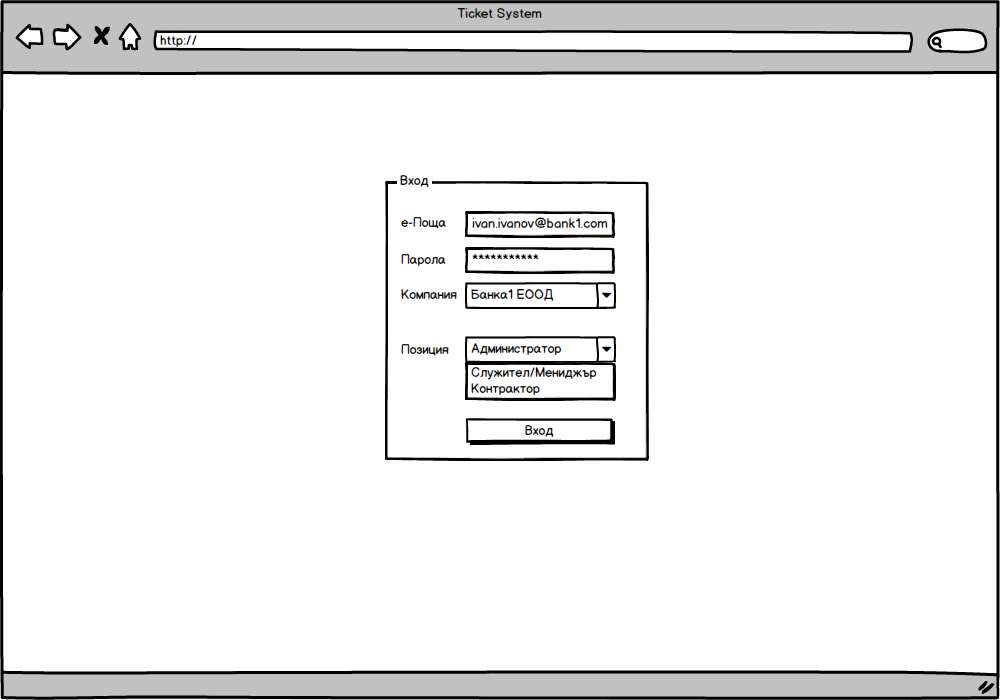 Ticket System
http://
Вход
е-Поща ivan.ivanov@bank1.com
Парола ***********
Компания Банка1 ЕООД
Позиция Администратор
Служител/Мениджър
Контрактор
Вход